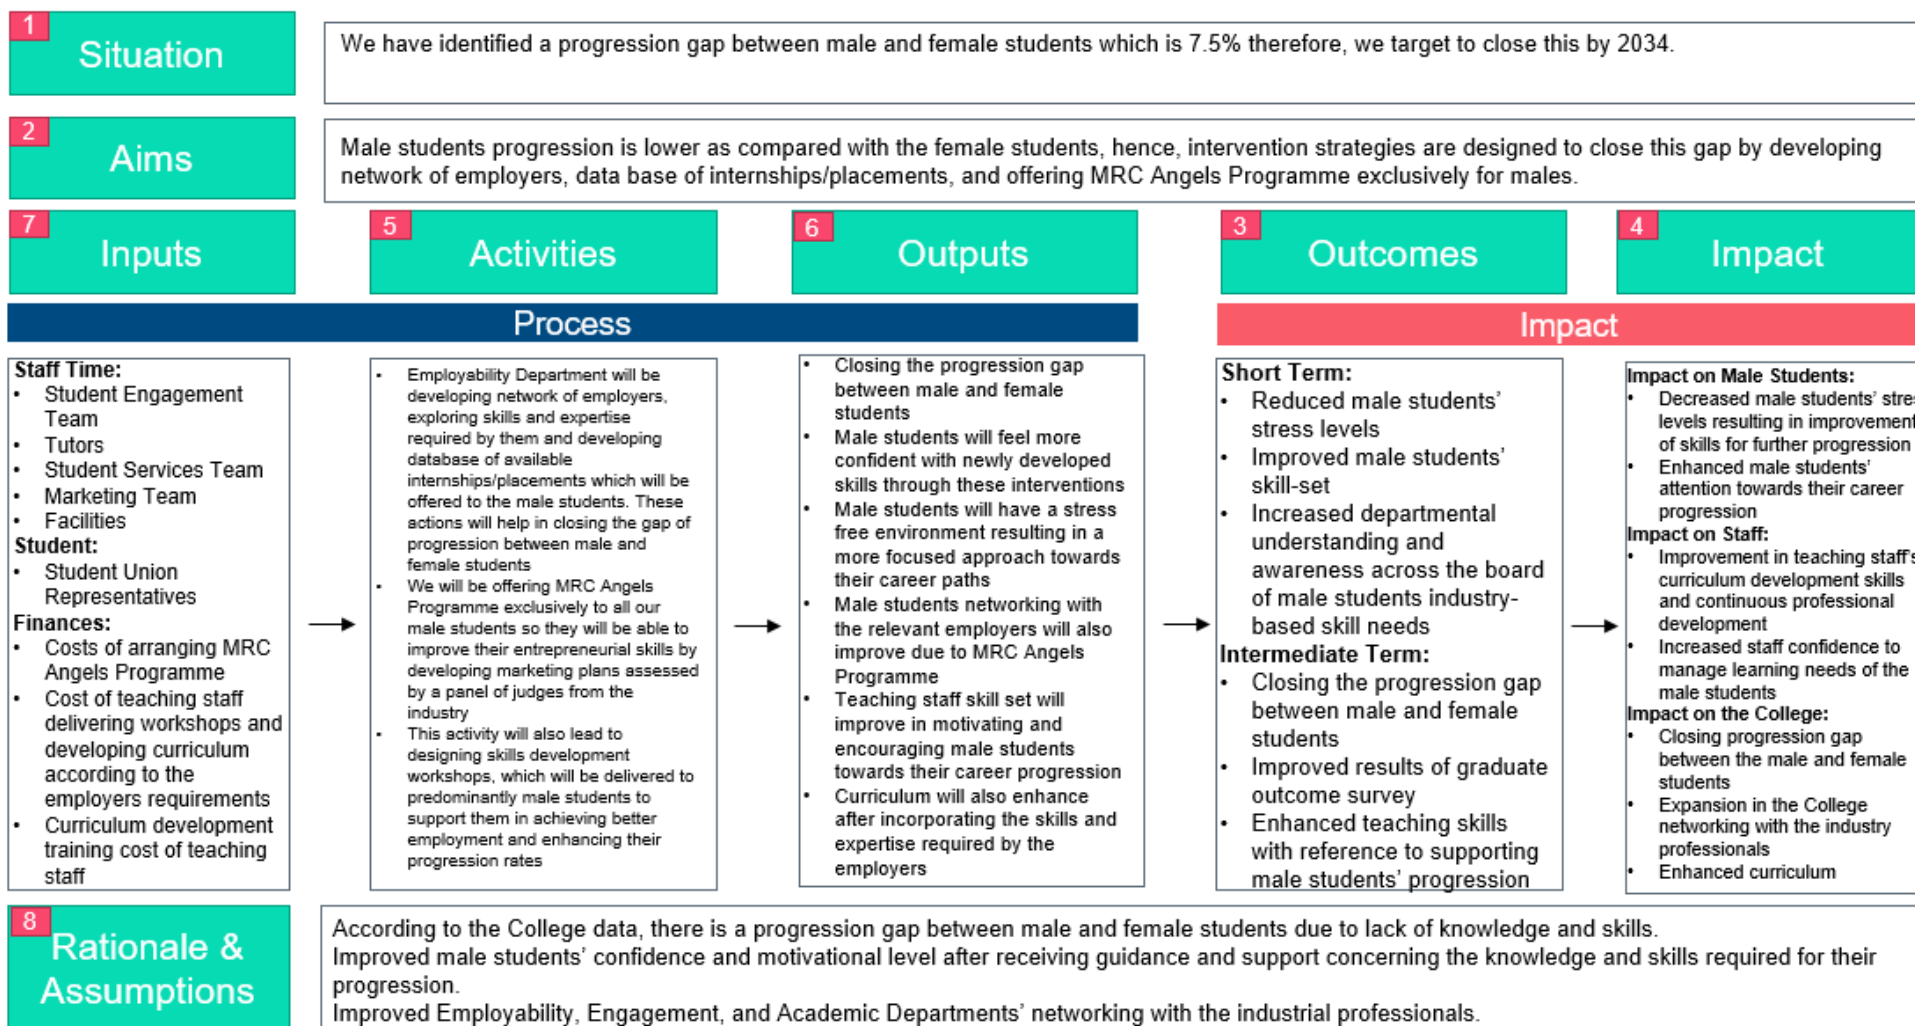 1
Situation
We have identified a progression gap between male and female students which is 7.5% therefore, we target to close this by 2034.
2
Aims
Male students progression is lower as compared with the female students, hence, intervention strategies are designed to close this gap by developing
network of employers, data base of internships/placements, and offering MRC Angels Programme exclusively for males.
7
Inputs
5
Activities
6
Outputs
3
Outcomes
4
Impact
Process
Impact
Staff Time:
• Student Engagement
Team
• Tutors
• Student Services Team
• Marketing Team
• Facilities
Student:
• Student Union
Representatives
Finances:
• Costs of arranging MRC
Angels Programme
• Cost of teaching staff
delivering workshops and
developing curriculum
according to the
employers requirements
• Curriculum development
training cost of teaching
staff
• Employability Department will be
developing network of employers,
exploring skills and expertise
required by them and developing
database of available
internships/placements which will be
offered to the male students. These
actions will help in closing the gap of
progression between male and
female students
• We will be offering MRC Angels
Programme exclusively to all our
male students so they will be able to
improve their entrepreneurial skills by
developing marketing plans assessed
by a panel of judges from the
industry
• This activity will also lead to
designing skills development
workshops, which will be delivered to
predominantly male students to
support them in achieving better
employment and enhancing their
progression rates
• Closing the progression gap
between male and female
students
• Male students will feel more
confident with newly developed
skills through these interventions
• Male students will have a stress
free environment resulting in a
more focused approach towards
their career paths
• Male students networking with
the relevant employers will also
improve due to MRC Angels
Programme
• Teaching staff skill set will
improve in motivating and
encouraging male students
towards their career progression
• Curriculum will also enhance
after incorporating the skills and
expertise required by the
employers
Short Term:
• Reduced male students'
stress levels
• Improved male students'
skill-set
• Increased departmental
understanding and
awareness across the board
of male students industry-
based skill needs
Intermediate Term:
• Closing the progression gap
between male and female
students
• Improved results of graduate
outcome survey
• Enhanced teaching skills
with reference to supporting
male students' progression
Impact on Male Students:
• Decreased male students' stres
levels resulting in improvement
of skills for further progression
• Enhanced male students'
attention towards their career
progression
Impact on Staff:
• Improvement in teaching staff's
curriculum development skills
and continuous professional
development
• Increased staff confidence to
manage learning needs of the
male students
Impact on the College:
• Closing progression gap
between the male and female
students
• Expansion in the College
networking with the industry
professionals
• Enhanced curriculum
8
Rationale &
Assumptions
According to the College data, there is a progression gap between male and female students due to lack of knowledge and skills.
Improved male students' confidence and motivational level after receiving guidance and support concerning the knowledge and skills required for their
progression.
Improved Employability, Engagement, and Academic Departments' networking with the industrial professionals.